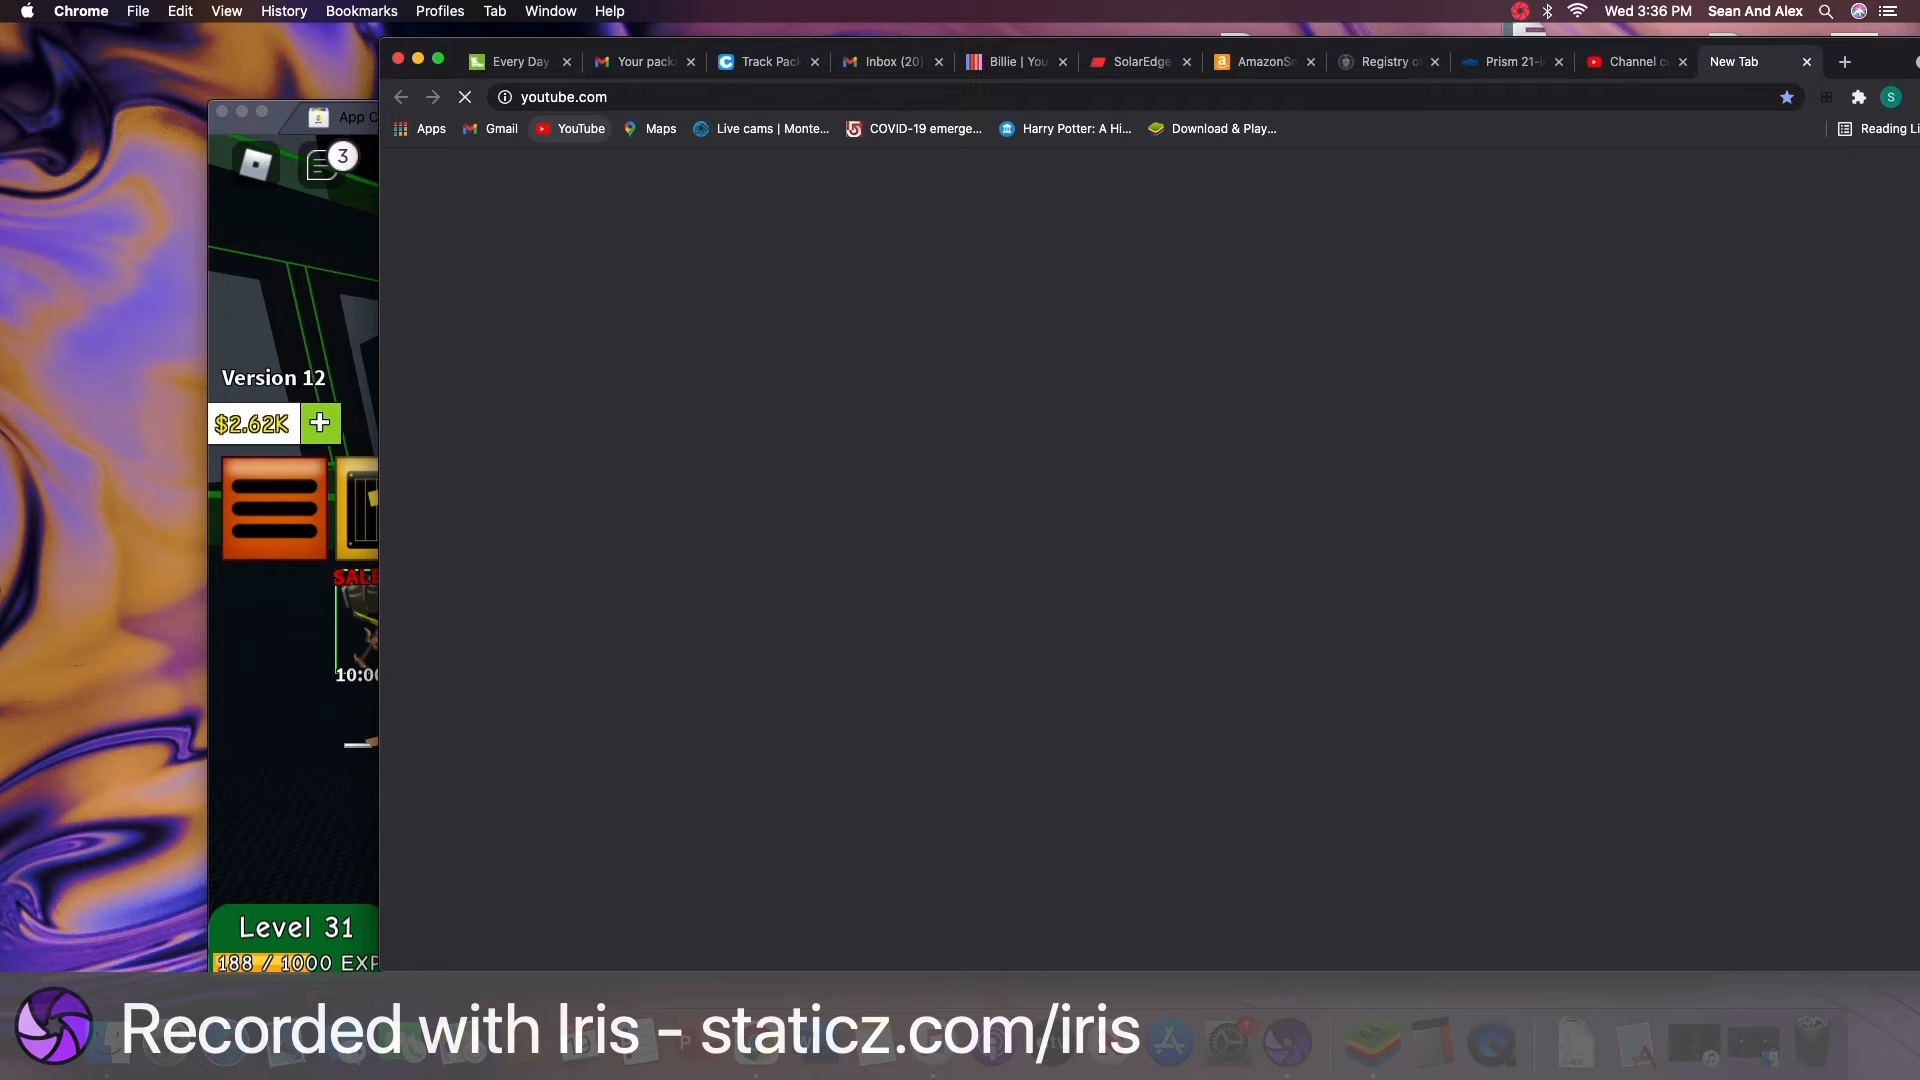 Chrome File Edit View History Bookmarks Profiles Tab Window Help
Wed 3:36 PM Sean And Alex
Every Day
Your pack
Track Pac
Inbox (20)
Billie | You
SolarEdge
AmazonSm
Registry o
Prism 21-i
Channel c
New Tab
youtube.com
S
Apps Gmail YouTube Maps Live cams | Monte... COVID-19 emerge... Harry Potter: A Hi... Download & Play...
Reading Li
App C
3
Version 12
$2.62K +
SALE
10:00
Level 31
188 / 1000 EXP
Recorded with Iris - staticz.com/iris